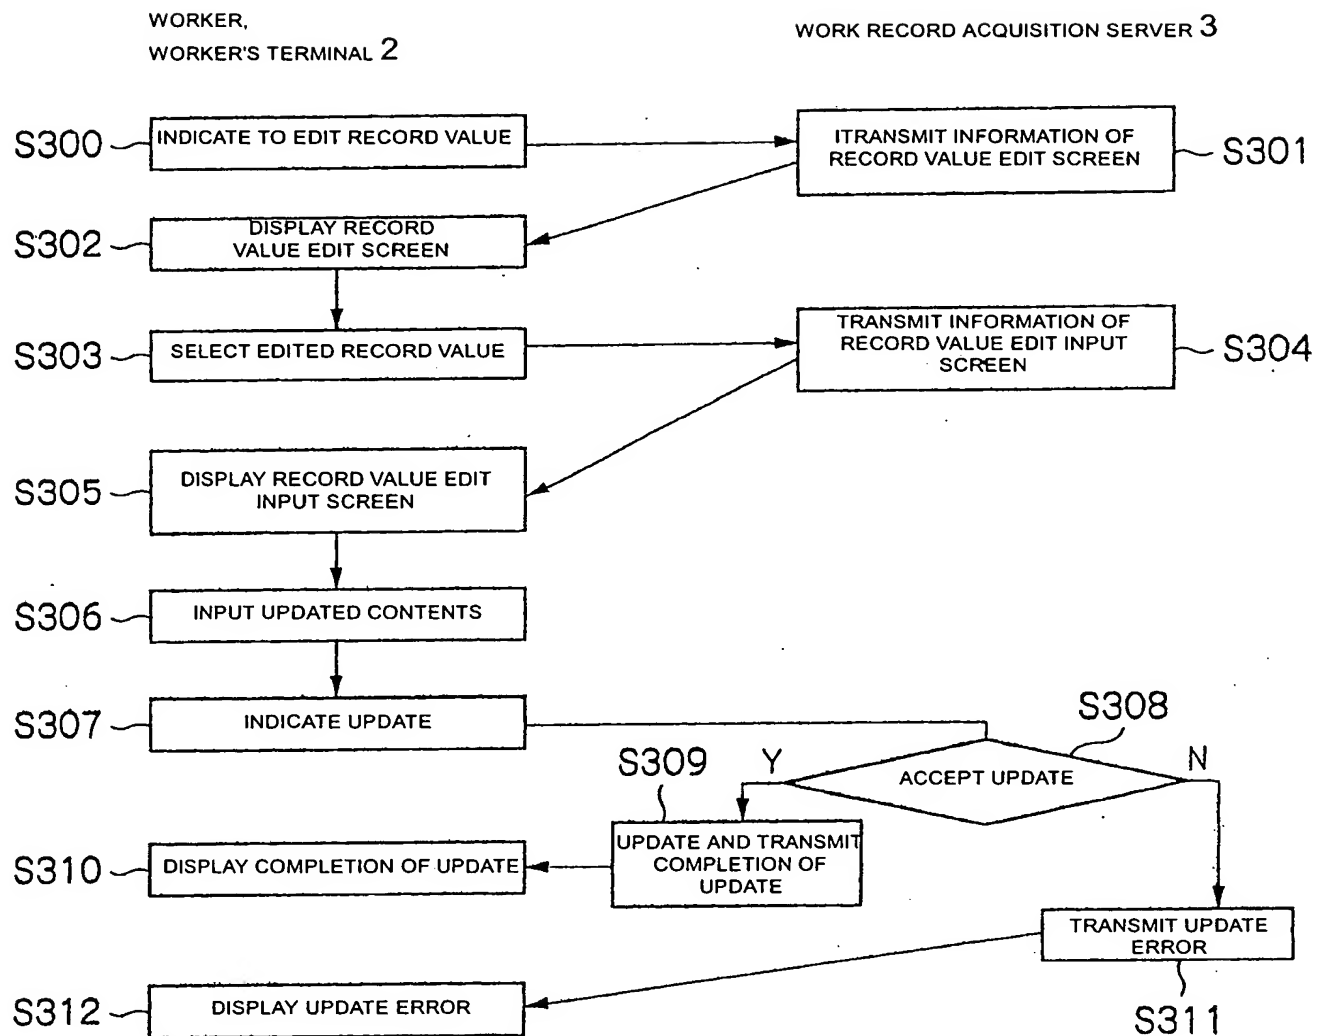 WORKER,
WORKER'S TERMINAL 2
WORK RECORD ACQUISITION SERVER 3
S300
INDICATE TO EDIT RECORD VALUE
ITRANSMIT INFORMATION OF
RECORD VALUE EDIT SCREEN
S301
S302
DISPLAY RECORD
VALUE EDIT SCREEN
S303
SELECT EDITED RECORD VALUE
TRANSMIT INFORMATION OF
RECORD VALUE EDIT INPUT
SCREEN
S304
S305
DISPLAY RECORD VALUE EDIT
INPUT SCREEN
S306
INPUT UPDATED CONTENTS
S307
INDICATE UPDATE
S308
ACCEPT UPDATE
Y
N
S309
UPDATE AND TRANSMIT
COMPLETION OF
UPDATE
S310
DISPLAY COMPLETION OF UPDATE
TRANSMIT UPDATE
ERROR
S311
S312
DISPLAY UPDATE ERROR